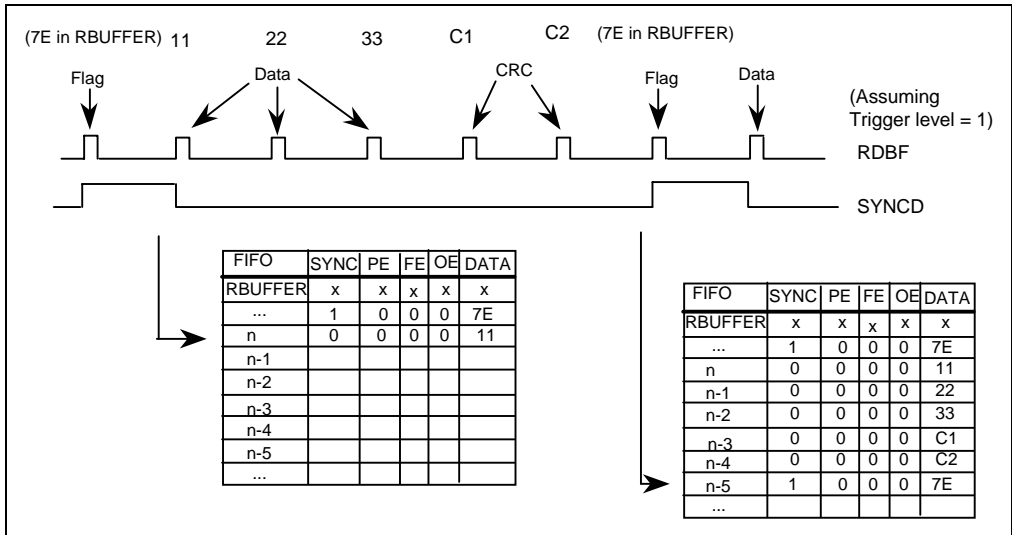 (7E in RBUFFER) 11 22 33 C1 C2 (7E in RBUFFER)
Flag Data CRC Flag Data
(Assuming
Trigger level = 1)
RDBF
SYNCD
FIFO SYNC PE FE OE DATA
RBUFFER x x x x x
... 1 0 0 0 7E
n 0 0 0 0 11
n-1
n-2
n-3
n-4
n-5
...
FIFO SYNC PE FE OE DATA
RBUFFER x x x x x
... 1 0 0 0 7E
n 0 0 0 0 11
n-1 0 0 0 0 22
n-2 0 0 0 0 33
n-3 0 0 0 0 C1
n-4 0 0 0 0 C2
n-5 1 0 0 0 7E
...